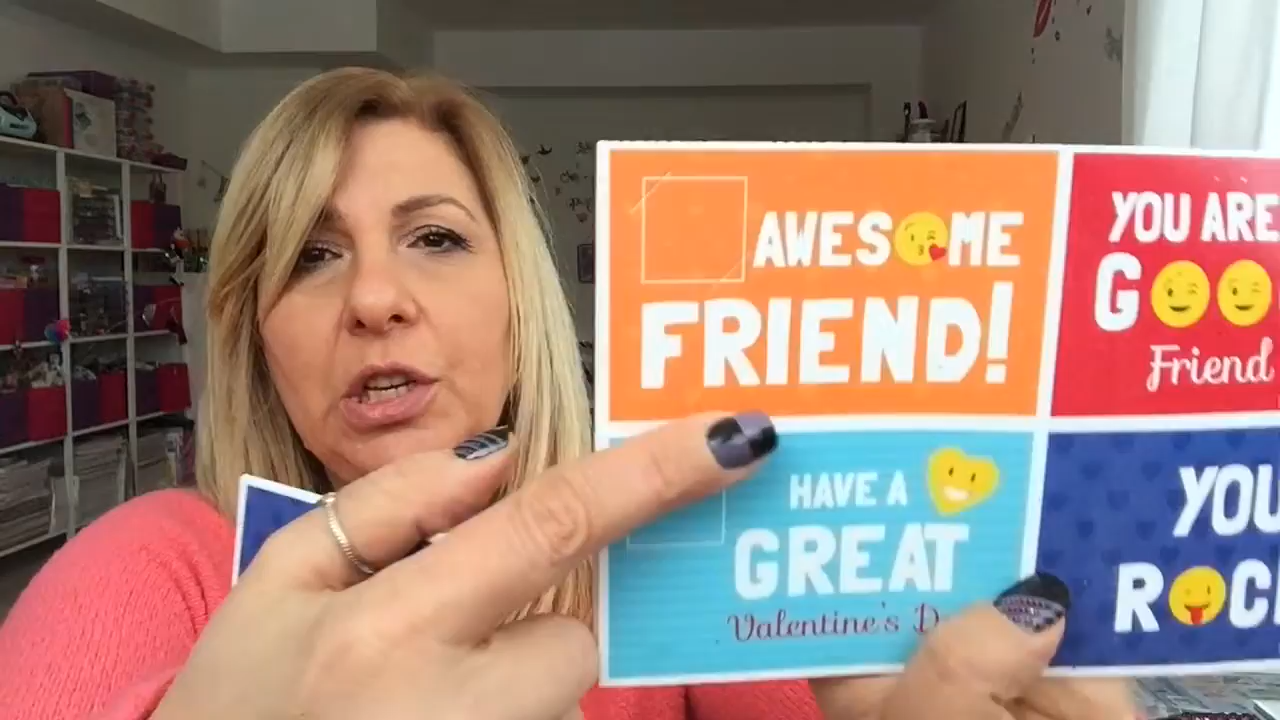 AWESOME
FRIEND!
YOU ARE
GOO
Friend
HAVE A
GREAT
Valentine's
YOU
ROC